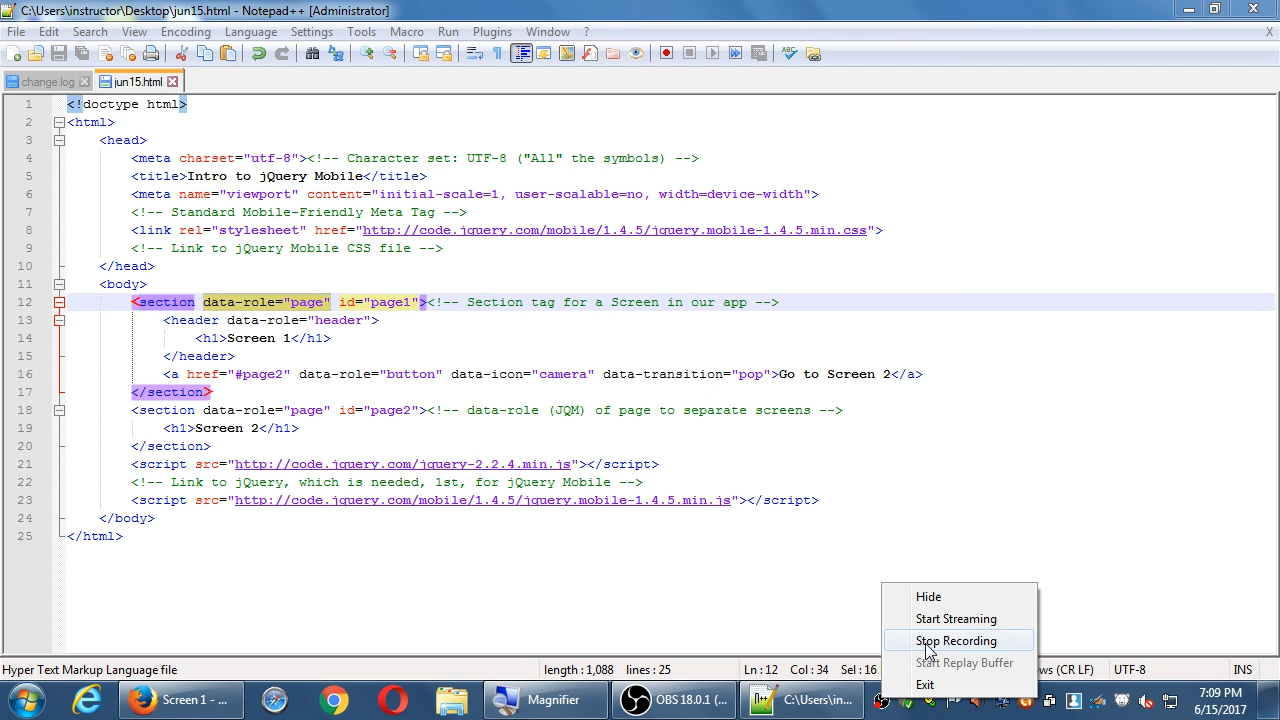 C:\Users\instructor\Desktop\jun15.html - Notepad++ [Administrator]
File Edit Search View Encoding Language Settings Tools Macro Run Plugins Window ? X
change.log jun15.html
1 <!doctype html>
2 <html>
3 <head>
4 <meta charset="utf-8"><!-- Character set: UTF-8 ("All" the symbols) -->
5 <title>Intro to jQuery Mobile</title>
6 <meta name="viewport" content="initial-scale=1, user-scalable=no, width=device-width">
7 <!-- Standard Mobile-Friendly Meta Tag -->
8 <link rel="stylesheet" href="http://code.jquery.com/mobile/1.4.5/jquery.mobile-1.4.5.min.css">
9 <!-- Link to jQuery Mobile CSS file -->
10 </head>
11 <body>
12 <section data-role="page" id="page1"><!-- Section tag for a Screen in our app -->
13 <header data-role="header">
14 <h1>Screen 1</h1>
15 </header>
16 <a href="#page2" data-role="button" data-icon="camera" data-transition="pop">Go to Screen 2</a>
17 </section>
18 <section data-role="page" id="page2"><!-- data-role (JQM) of page to separate screens -->
19 <h1>Screen 2</h1>
20 </section>
21 <script src="http://code.jquery.com/jquery-2.2.4.min.js"></script>
22 <!-- Link to jQuery, which is needed, 1st, for jQuery Mobile -->
23 <script src="http://code.jquery.com/mobile/1.4.5/jquery.mobile-1.4.5.min.js"></script>
24 </body>
25 </html>
Hide
Start Streaming
Stop Recording
Start Replay Buffer
Exit
Hyper Text Markup Language file length : 1,088 lines : 25 Ln : 12 Col : 34 Sel : 16 ws (CR LF) UTF-8 INS
Screen 1 - ... Magnifier OBS 18.0.1 (... C:\Users\in... 7:09 PM
6/15/2017